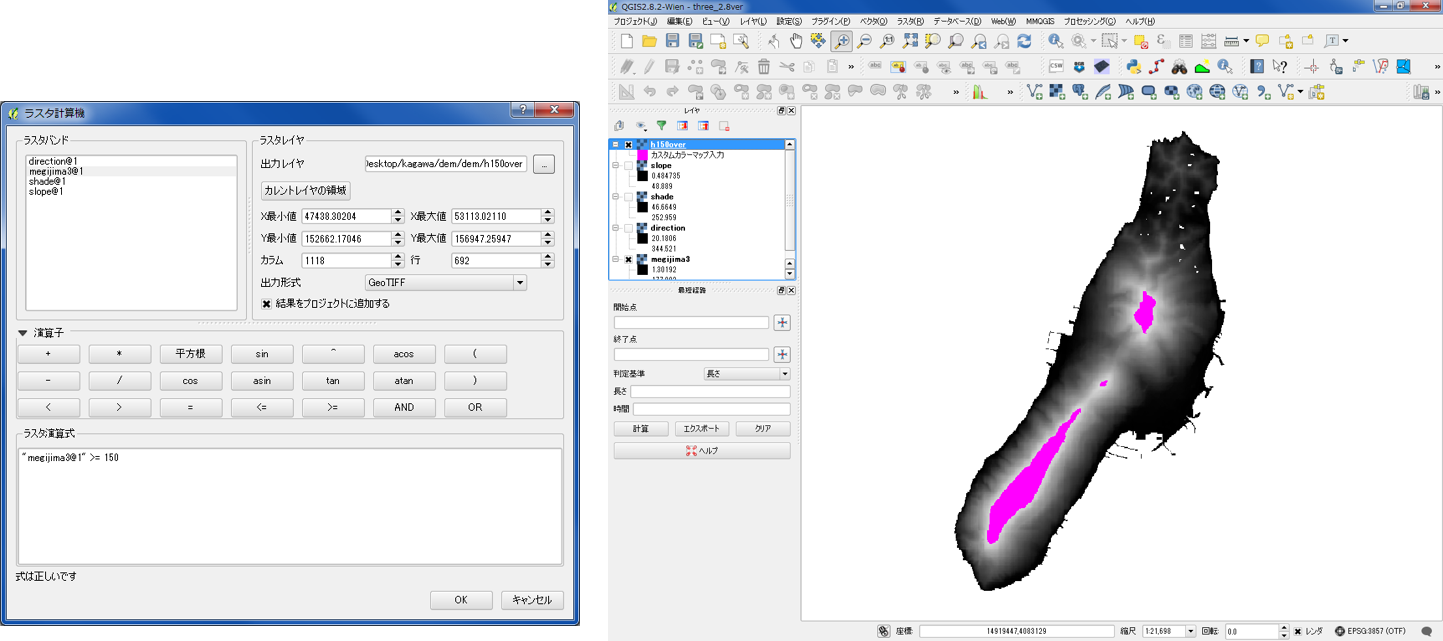 ラスタ計算機
ラスタバンド
direction@1
megijima3@1
shade@1
slope@1
ラスタレイヤ
出力レイヤ
esktop/kagawa/dem/dem/h150over
...
カレントレイヤの領域
X最小値 47438.30204 X最大値 53113.02110
Y最小値 152662.17046 Y最大値 156947.25947
カラム 1118 行 692
出力形式 GeoTIFF
結果をプロジェクトに追加する
演算子
+ * 平方根 sin ^ acos (
- / cos asin tan atan )
< > = <= >= AND OR
ラスタ演算式
"megijima3@1" >= 150
式は正しいです
OK キャンセル
QGIS2.8.2-Wien - three_2.8ver
プロジェクト(J) 編集(E) ビュー(V) レイヤ(L) 設定(S) プラグイン(P) ベクタ(O) ラスタ(R) データベース(D) Web(W) MMQGIS プロセッシング(C) ヘルプ(H)
レイヤ
h150over
カスタムカラーマップ入力
slope
0.484735
48.889
shade
46.6649
252.959
direction
20.1806
344.521
megijima3
1.30192
最短経路
開始点
終了点
判定基準 長さ
長さ
時間
計算 エクスポート クリア
ヘルプ
座標: 14919447,4083129 縮尺 1:21,698 回転: 0.0 レンダ EPSG:3857 (OTF)